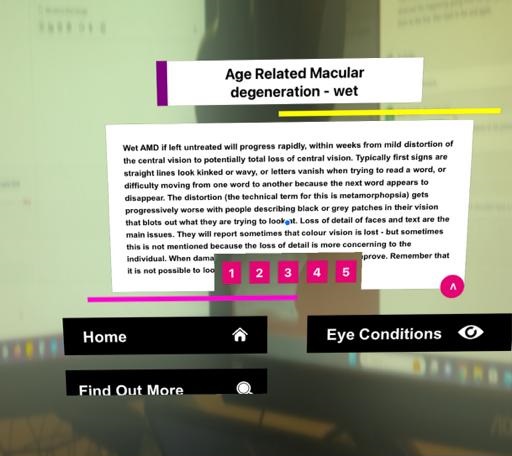 Age Related Macular
degeneration - wet
Wet AMD if left untreated will progress rapidly, within weeks from mild distortion of
the central vision to potentially total loss of central vision. Typically first signs are
straight lines look kinked or wavy, or letters vanish when trying to read a word, or
difficulty moving from one word to another because the next word appears to
disappear. The distortion (the technical term for this is metamorphopsia) gets
progressively worse with people describing black or grey patches in their vision
that blots out what they are trying to look at. Loss of detail of faces and text are the
main issues. They will report sometimes that colour vision is lost - but sometimes
this is not mentioned because the loss of detail is more concerning to the
individual. When Remember that
it is not possible to
1 2 3 4 5
Home
Eye Conditions
Find Out More